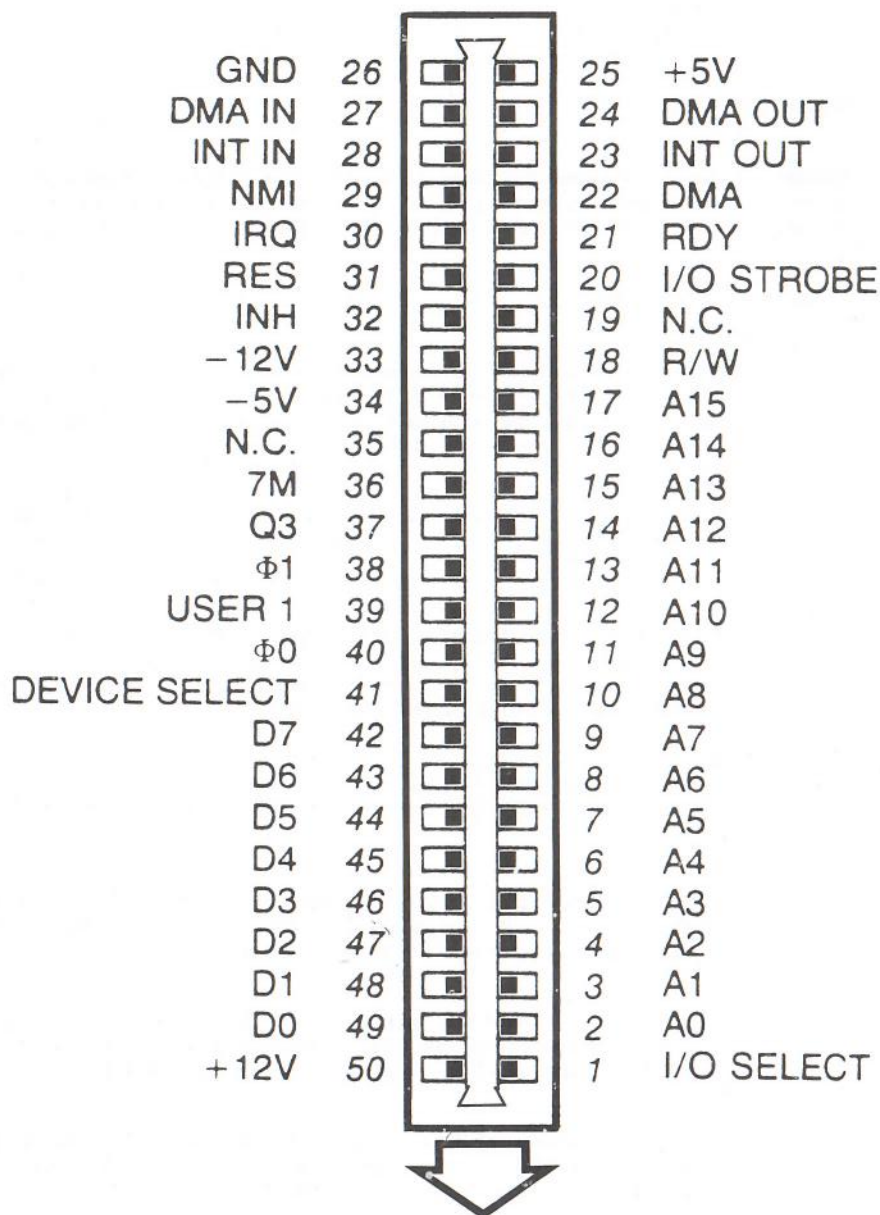 GND 26 25 +5V
DMA IN 27 24 DMA OUT
INT IN 28 23 INT OUT
NMI 29 22 DMA
IRQ 30 21 RDY
RES 31 20 I/O STROBE
INH 32 19 N.C.
−12V 33 18 R/W
−5V 34 17 A15
N.C. 35 16 A14
7M 36 15 A13
Q3 37 14 A12
Φ1 38 13 A11
USER 1 39 12 A10
Φ0 40 11 A9
DEVICE SELECT 41 10 A8
D7 42 9 A7
D6 43 8 A6
D5 44 7 A5
D4 45 6 A4
D3 46 5 A3
D2 47 4 A2
D1 48 3 A1
D0 49 2 A0
+12V 50 1 I/O SELECT